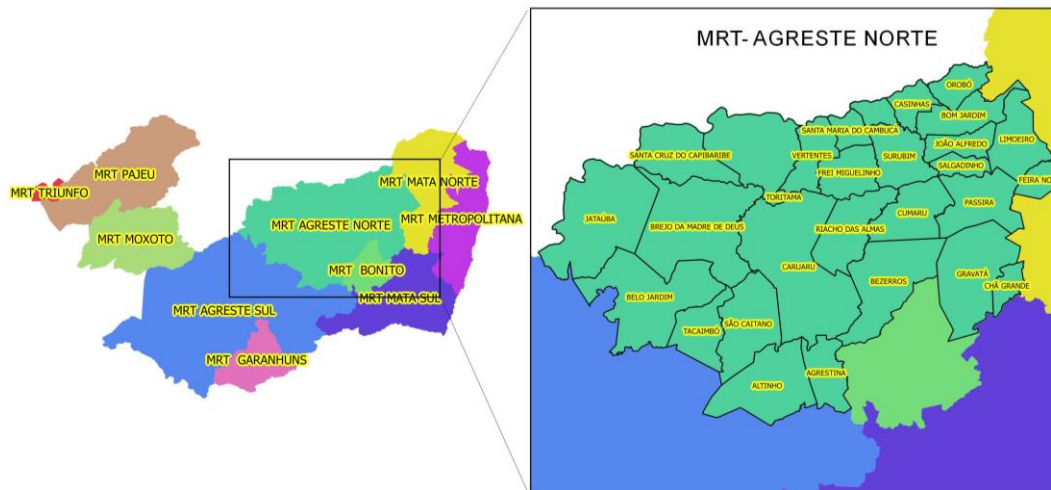 MRT- AGRESTE NORTE
MRT PAJEU
MRT TRIUNFO
MRT MATA NORTE
MRT METROPOLITANA
MRT AGRESTE NORTE
MRT MOXOTO
MRT BONITO
MRT MATA SUL
MRT AGRESTE SUL
MRT GARANHUNS
OROBÓ
CASINHAS
BOM JARDIM
SANTA MARIA DO CAMBUCA
LIMOEIRO
JOÃO ALFREDO
SANTA CRUZ DO CAPIBARIBE
VERTENTES
SURUBIM
SALGADINHO
FREI MIGUELINHO
FEIRA NO
TORITAMA
PASSIRA
JATAÚBA
BREJO DA MADRE DE DEUS
CUMARU
RIACHO DAS ALMAS
CARUARU
BEZERROS
GRAVATÁ
CHÃ GRANDE
BELO JARDIM
SÃO CAITANO
TACAIMBÓ
ALTINHO
AGRESTINA